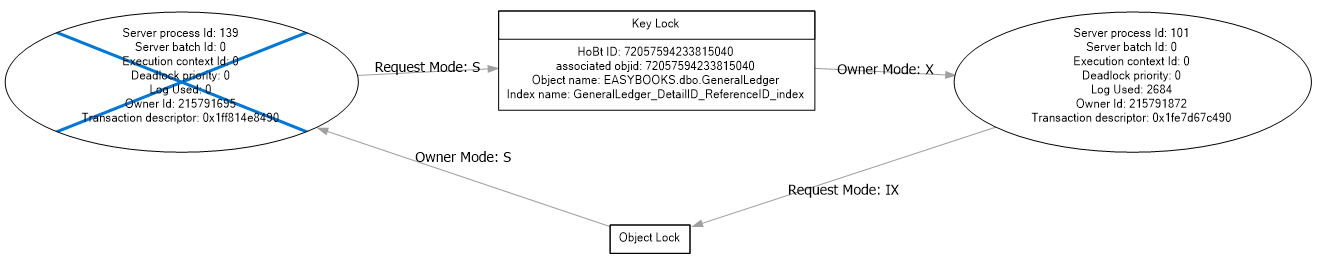 Server process Id: 139
Server batch Id: 0
Execution context Id: 0
Deadlock priority: 0
Log Used: 0
Owner Id: 215791695
Transaction descriptor: 0x1ff814e8490
Request Mode: S
Key Lock
HoBt ID: 72057594233815040
associated objid: 72057594233815040
Object name: EASYBOOKS.dbo.GeneralLedger
Index name: GeneralLedger_DetailID_ReferenceID_index
Owner Mode: X
Server process Id: 101
Server batch Id: 0
Execution context Id: 0
Deadlock priority: 0
Log Used: 2684
Owner Id: 215791872
Transaction descriptor: 0x1fe7d67c490
Owner Mode: S
Request Mode: IX
Object Lock